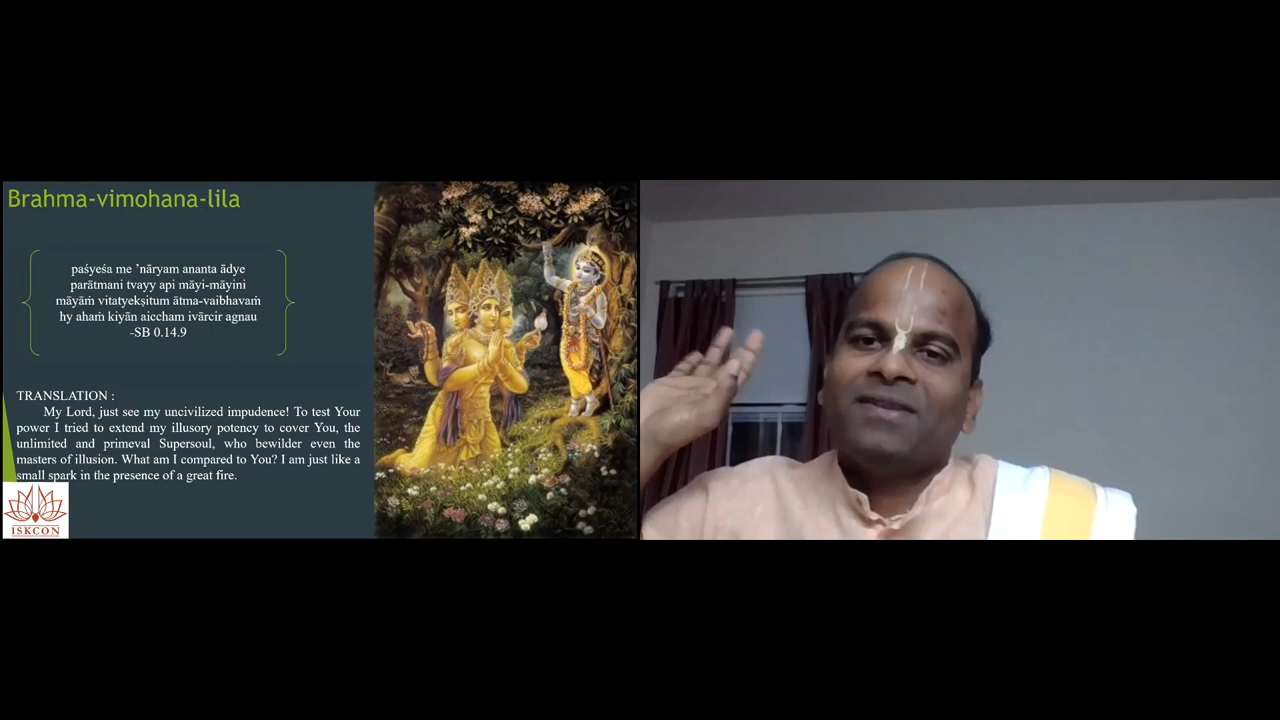 Brahma-vimohana-lila
paśyeśa me ’nāryam ananta ādye
parātmani tvayy api māyi-māyini
māyāṁ vitatyekṣitum ātma-vaibhavaṁ
hy ahaṁ kiyān aiccham ivārcir agnau
-SB 0.14.9
TRANSLATION :
My Lord, just see my uncivilized impudence! To test Your
power I tried to extend my illusory potency to cover You, the
unlimited and primeval Supersoul, who bewilder even the
masters of illusion. What am I compared to You? I am just like a
small spark in the presence of a great fire.
ISKCON